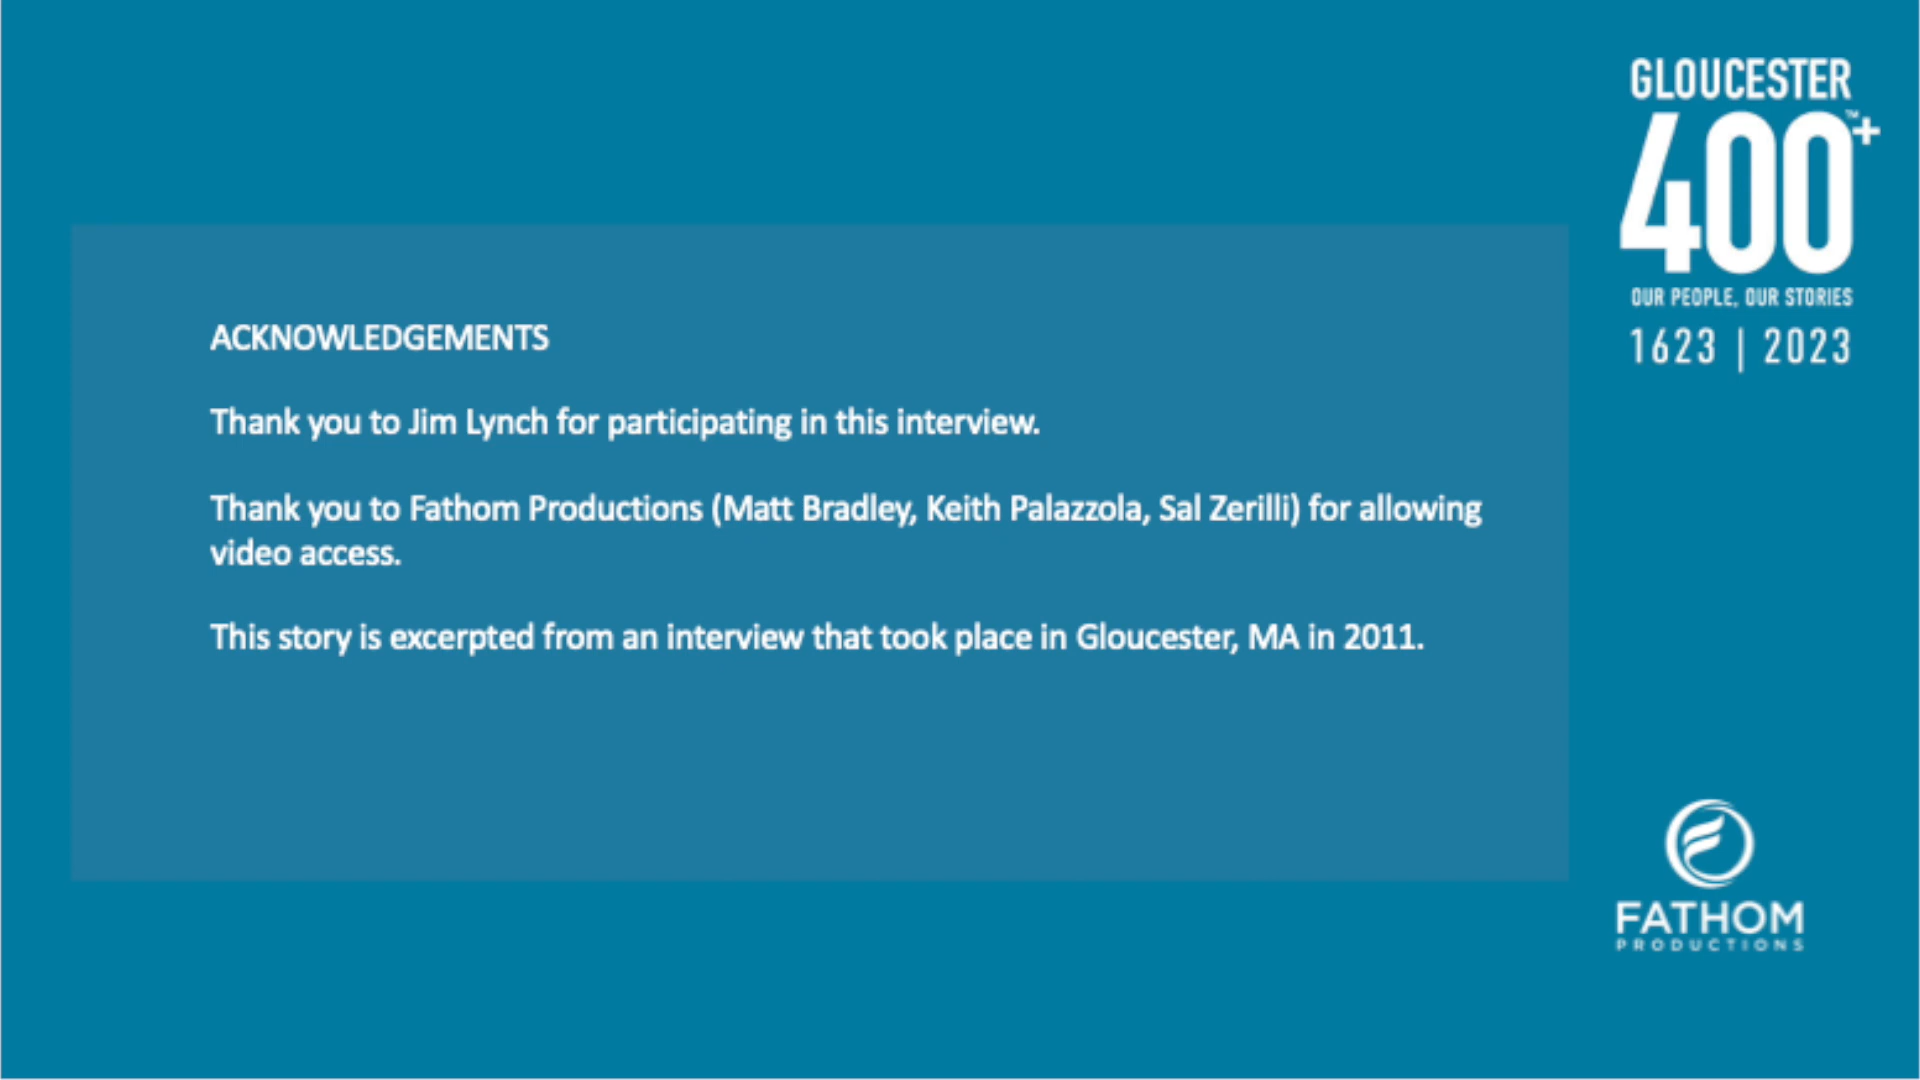 GLOUCESTER
400™+
OUR PEOPLE, OUR STORIES
1623 | 2023
ACKNOWLEDGEMENTS
Thank you to Jim Lynch for participating in this interview.
Thank you to Fathom Productions (Matt Bradley, Keith Palazzola, Sal Zerilli) for allowing
video access.
This story is excerpted from an interview that took place in Gloucester, MA in 2011.
FATHOM
PRODUCTIONS